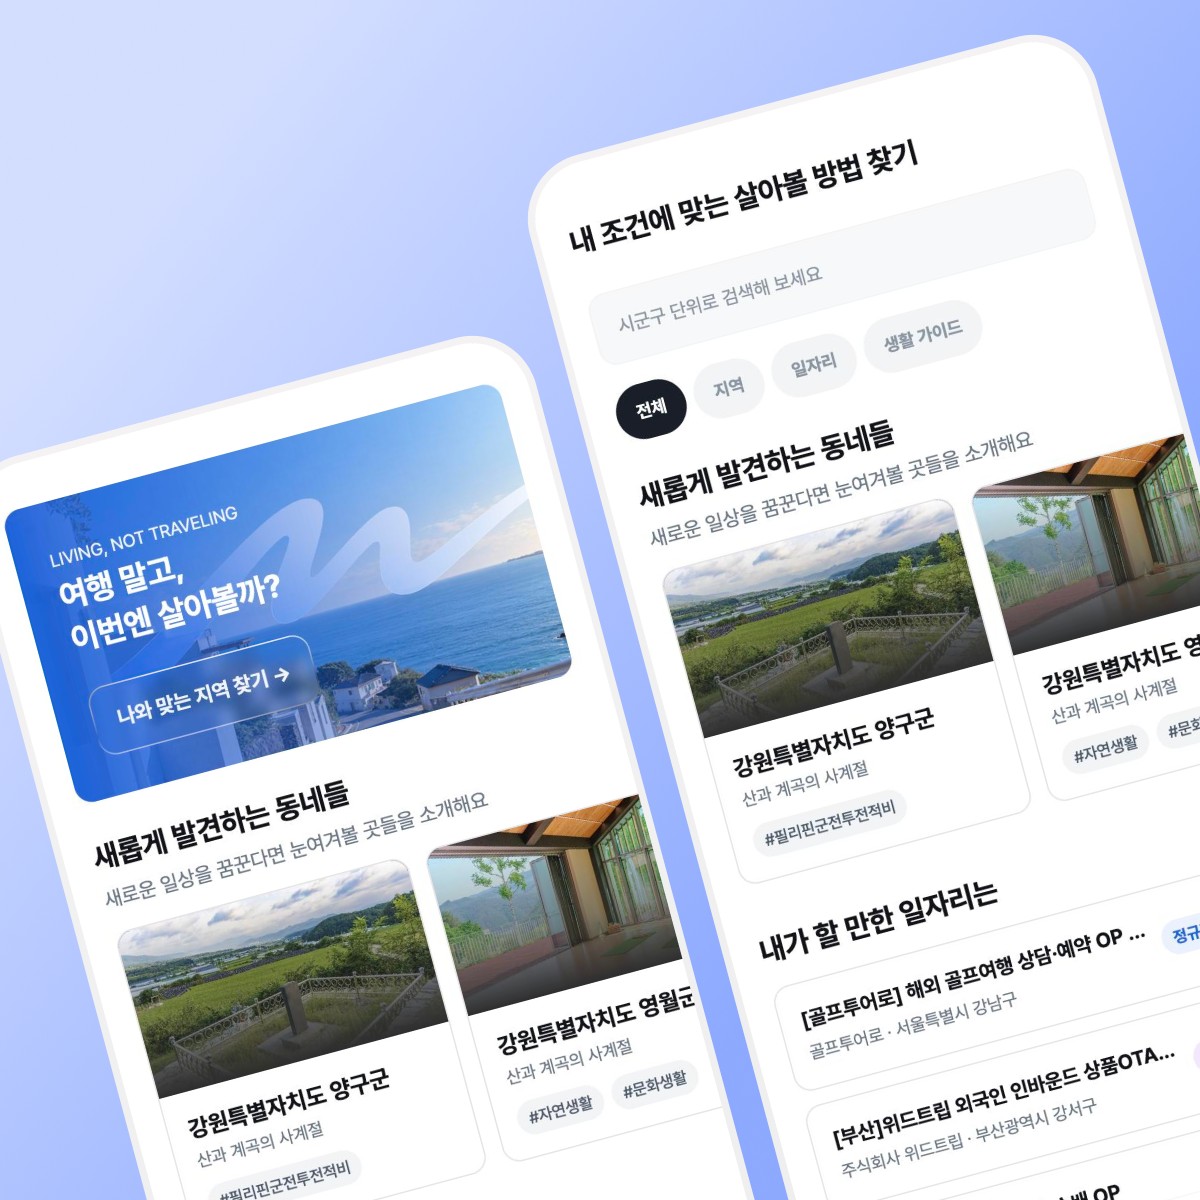 LIVING, NOT TRAVELING
여행 말고,
이번엔 살아볼까?
나와 맞는 지역 찾기 →
새롭게 발견하는 동네들
새로운 일상을 꿈꾼다면 눈여겨볼 곳들을 소개해요
강원특별자치도 양구군
산과 계곡의 사계절
#필리핀군전투전적비
강원특별자치도 영월군
산과 계곡의 사계절
#자연생활
#문화생활
내 조건에 맞는 살아볼 방법 찾기
시군구 단위로 검색해 보세요
전체
지역
일자리
생활 가이드
새롭게 발견하는 동네들
새로운 일상을 꿈꾼다면 눈여겨볼 곳들을 소개해요
강원특별자치도 양구군
산과 계곡의 사계절
#필리핀군전투전적비
강원특별자치도 영
산과 계곡의 사계절
#자연생활
#문화
내가 할 만한 일자리는
[골프투어로] 해외 골프여행 상담·예약 OP ...
정규
골프투어로 · 서울특별시 강남구
[부산]위드트립 외국인 인바운드 상품OTA...
주식회사 위드트립 · 부산광역시 강서구
OP